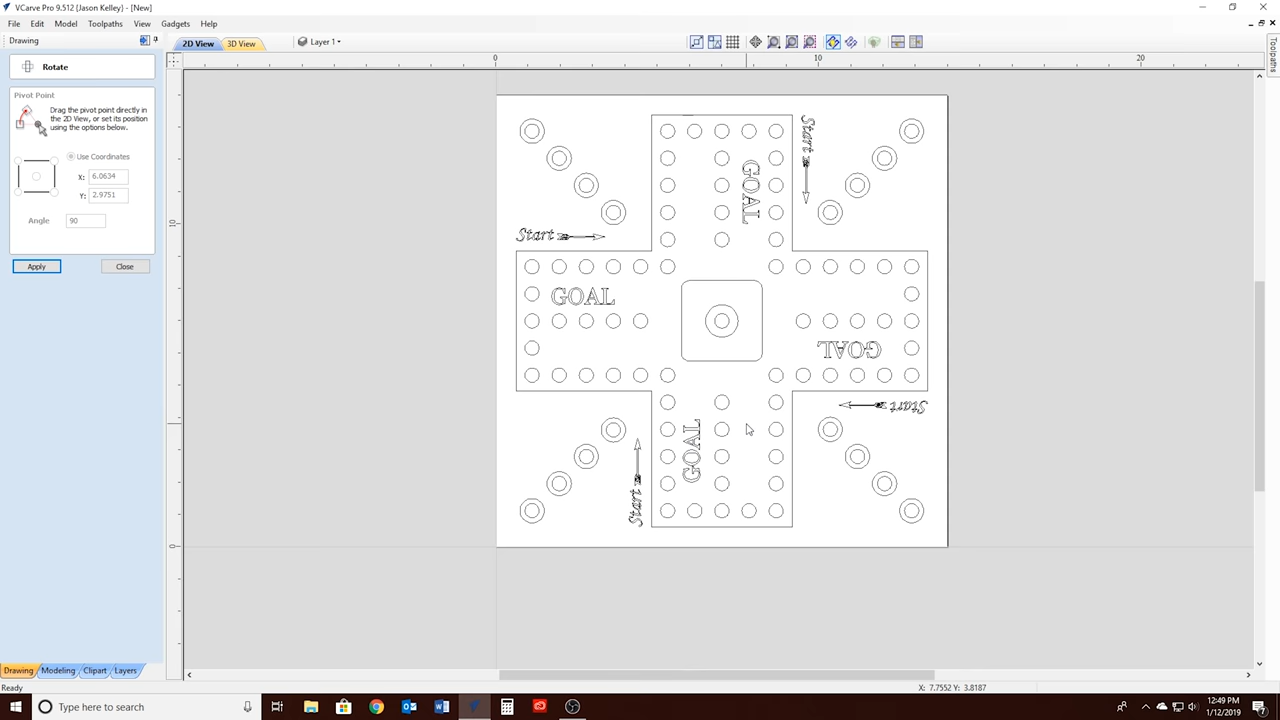 VCarve Pro 9.512 {Jason Kelley} - [New]
File Edit Model Toolpaths View Gadgets Help
Drawing
2D View 3D View Layer 1
Toolpaths
Rotate
0 10 20
Pivot Point
Drag the pivot point directly in
the 2D View, or set its position
using the options below.
Use Coordinates
X: 6.0634
Y: 2.9751
Angle 90
Apply Close
10
0
Start
GOAL
Start
GOAL
GOAL
Start
GOAL
Start
Drawing Modeling Clipart Layers
Ready
X: 7.7552 Y: 3.8187
Type here to search
12:49 PM
1/12/2019